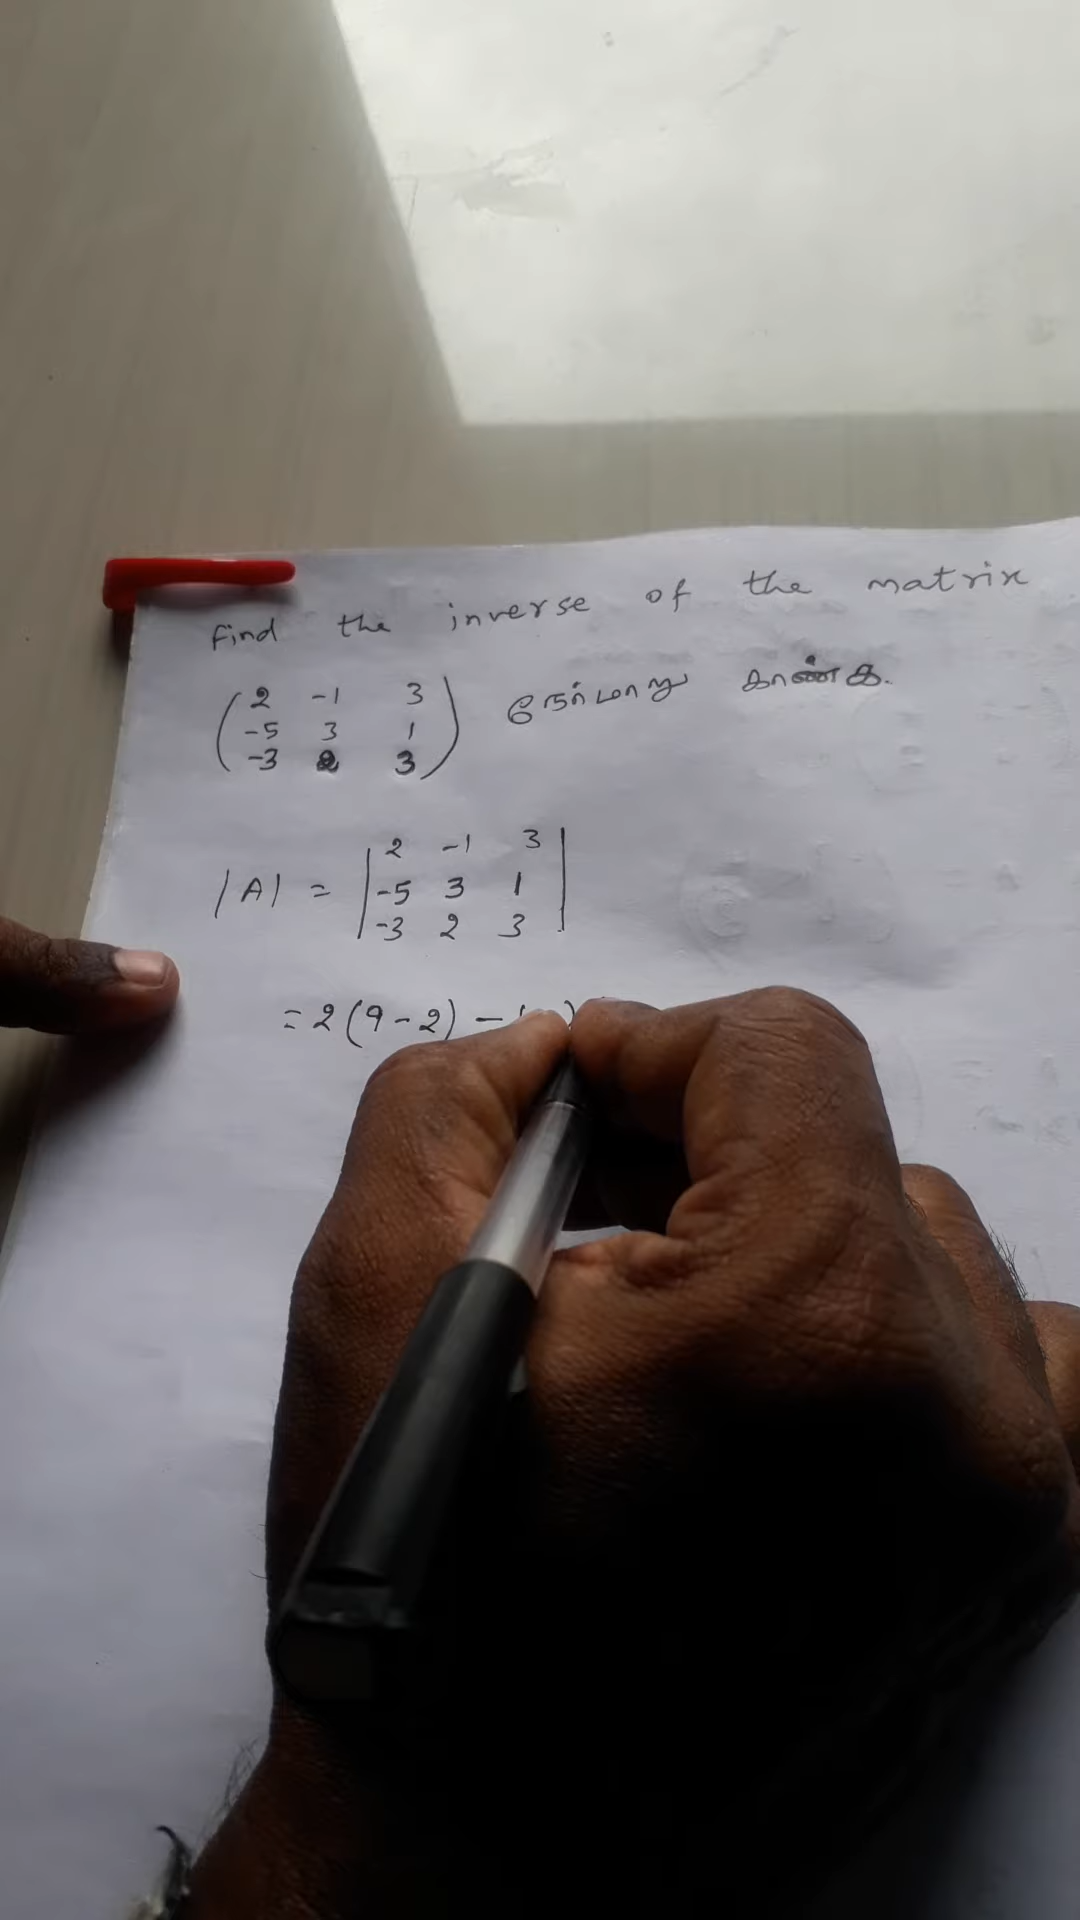 Find the inverse of the matrix
( 2 -1 3 ) நேர்மாறு காண்க.
-5 3 1
-3 2 3
2 -1 3
|A| = | -5 3 1 |
-3 2 3
= 2 (9 - 2) -